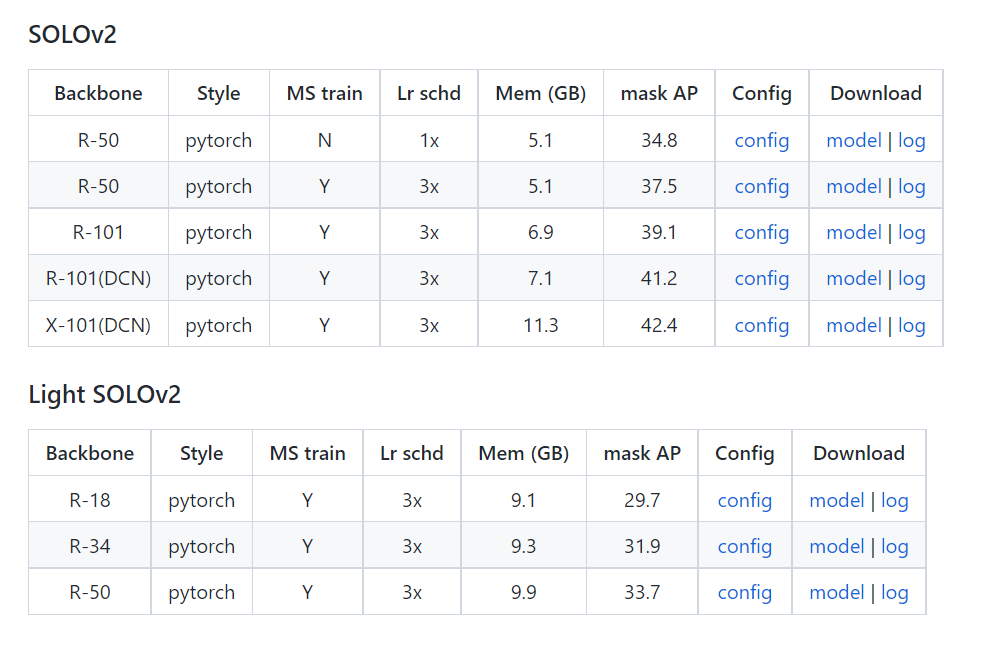 SOLOv2
Backbone Style MS train Lr schd Mem (GB) mask AP Config Download
R-50 pytorch N 1x 5.1 34.8 config model | log
R-50 pytorch Y 3x 5.1 37.5 config model | log
R-101 pytorch Y 3x 6.9 39.1 config model | log
R-101(DCN) pytorch Y 3x 7.1 41.2 config model | log
X-101(DCN) pytorch Y 3x 11.3 42.4 config model | log
Light SOLOv2
Backbone Style MS train Lr schd Mem (GB) mask AP Config Download
R-18 pytorch Y 3x 9.1 29.7 config model | log
R-34 pytorch Y 3x 9.3 31.9 config model | log
R-50 pytorch Y 3x 9.9 33.7 config model | log